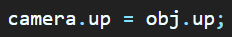 camera.up = obj.up;